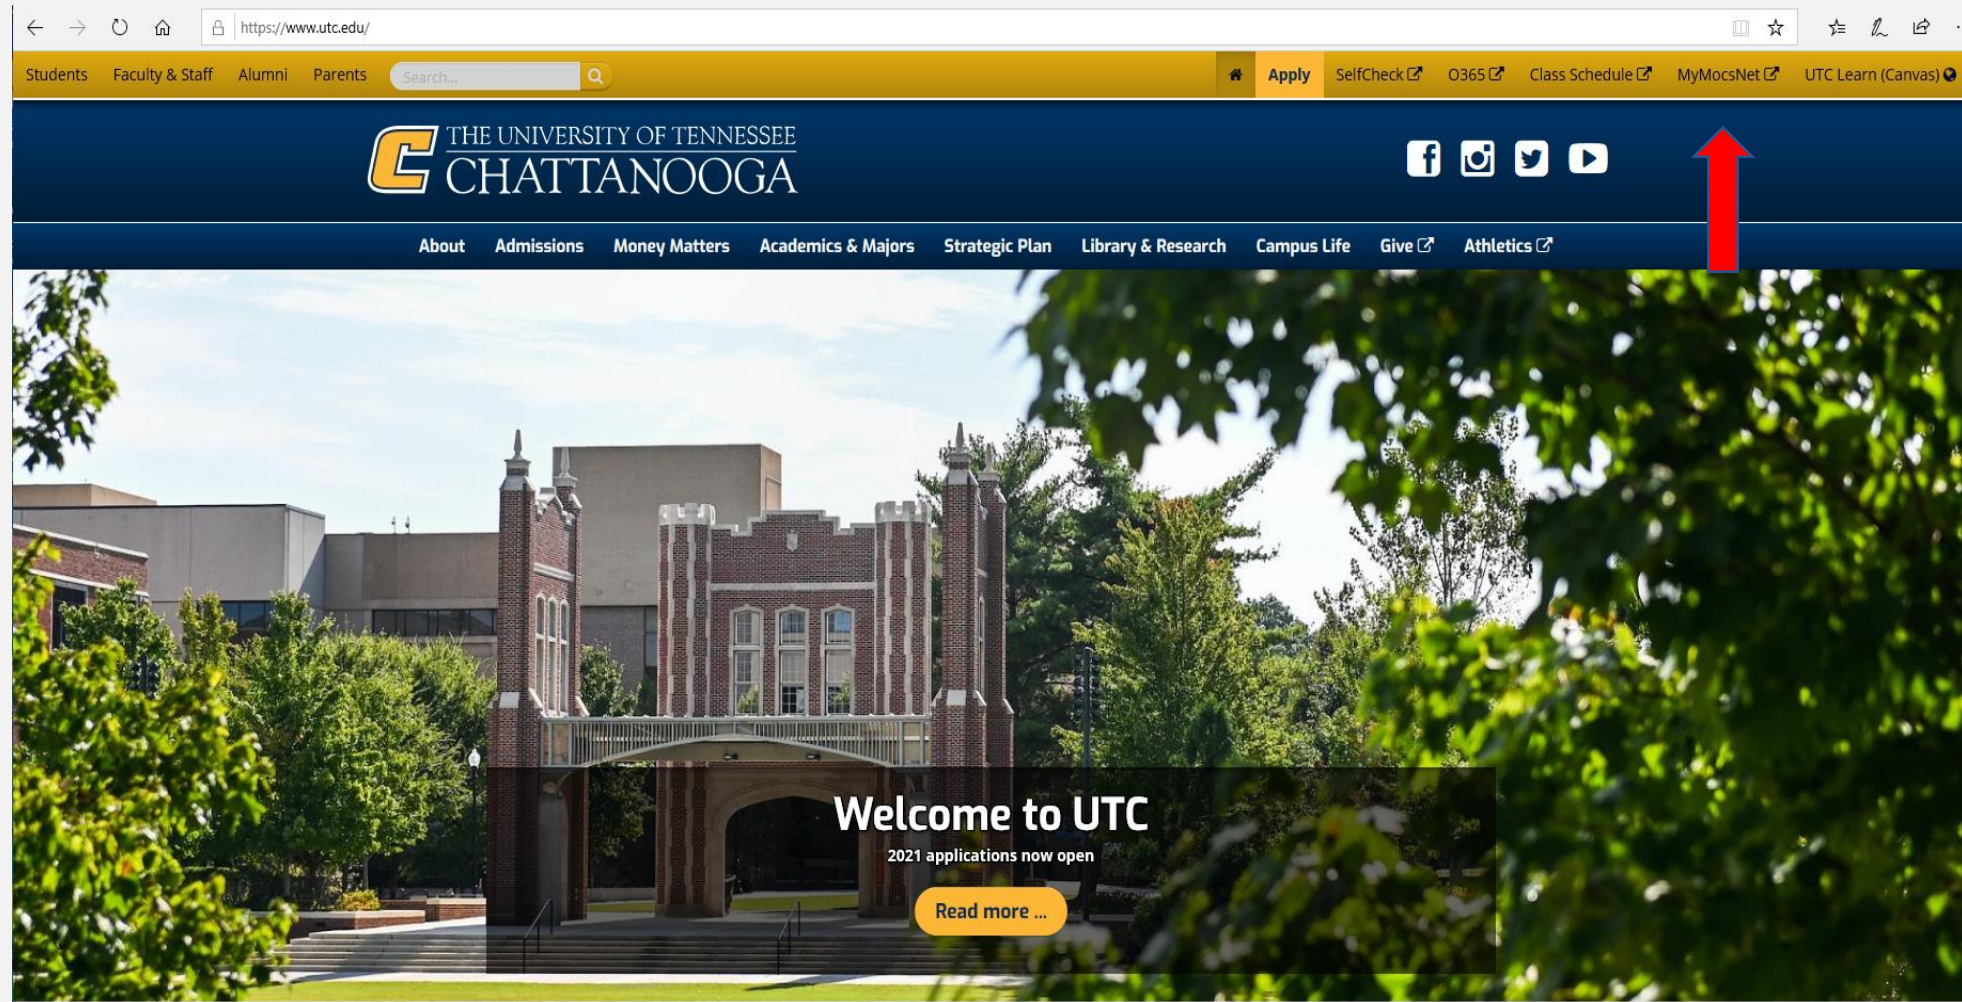 https://www.utc.edu/
Students Faculty & Staff Alumni Parents Search... Apply SelfCheck O365 Class Schedule MyMocsNet UTC Learn (Canvas)
THE UNIVERSITY OF TENNESSEE
CHATTANOOGA
About Admissions Money Matters Academics & Majors Strategic Plan Library & Research Campus Life Give Athletics
Welcome to UTC
2021 applications now open
Read more ...